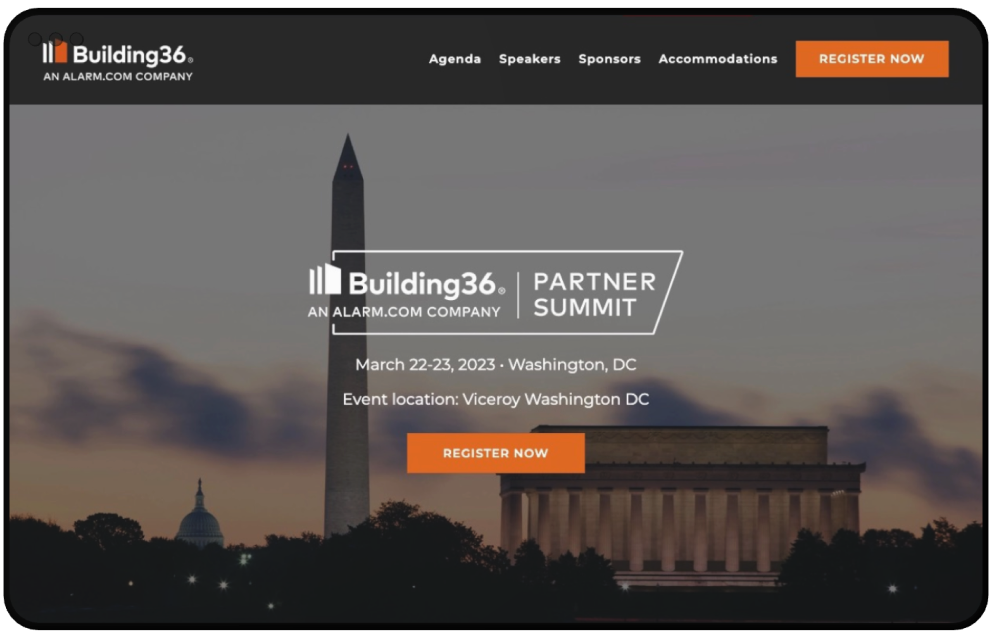 Building36®
AN ALARM.COM COMPANY
Agenda Speakers Sponsors Accommodations REGISTER NOW
Building36®
AN ALARM.COM COMPANY
PARTNER
SUMMIT
March 22-23, 2023 • Washington, DC
Event location: Viceroy Washington DC
REGISTER NOW